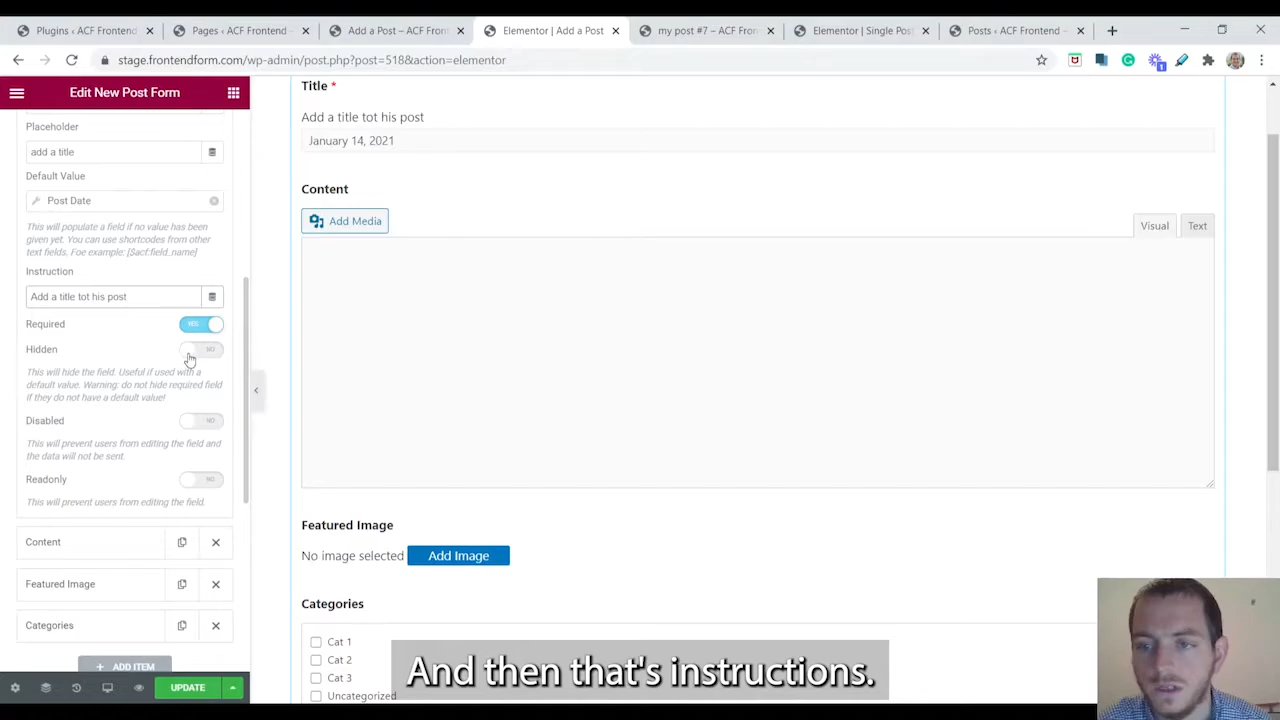 Plugins < ACF Frontend
Pages < ACF Frontend –
Add a Post – ACF Front
Elementor | Add a Post
my post #7 – ACF Fron
Elementor | Single Pos
Posts < ACF Frontend –
stage.frontendform.com/wp-admin/post.php?post=518&action=elementor
1
Edit New Post Form
Placeholder
add a title
Default Value
Post Date
This will populate a field if no value has been
given yet. You can use shortcodes from other
text fields. Foe example: [$acf:field_name]
Instruction
Add a title tot his post
Required
YES
Hidden
NO
This will hide the field. Useful if used with a
default value. Warning: do not hide required field
if they do not have a default value!
Disabled
NO
This will prevent users from editing the field and
the data will not be sent.
Readonly
NO
This will prevent users from editing the field.
Content
Featured Image
Categories
+ ADD ITEM
UPDATE
Title *
Add a title tot his post
January 14, 2021
Content
Add Media
Visual
Text
Featured Image
No image selected
Add Image
Categories
Cat 1
Cat 2
Cat 3
Uncategorized
And then that's instructions.